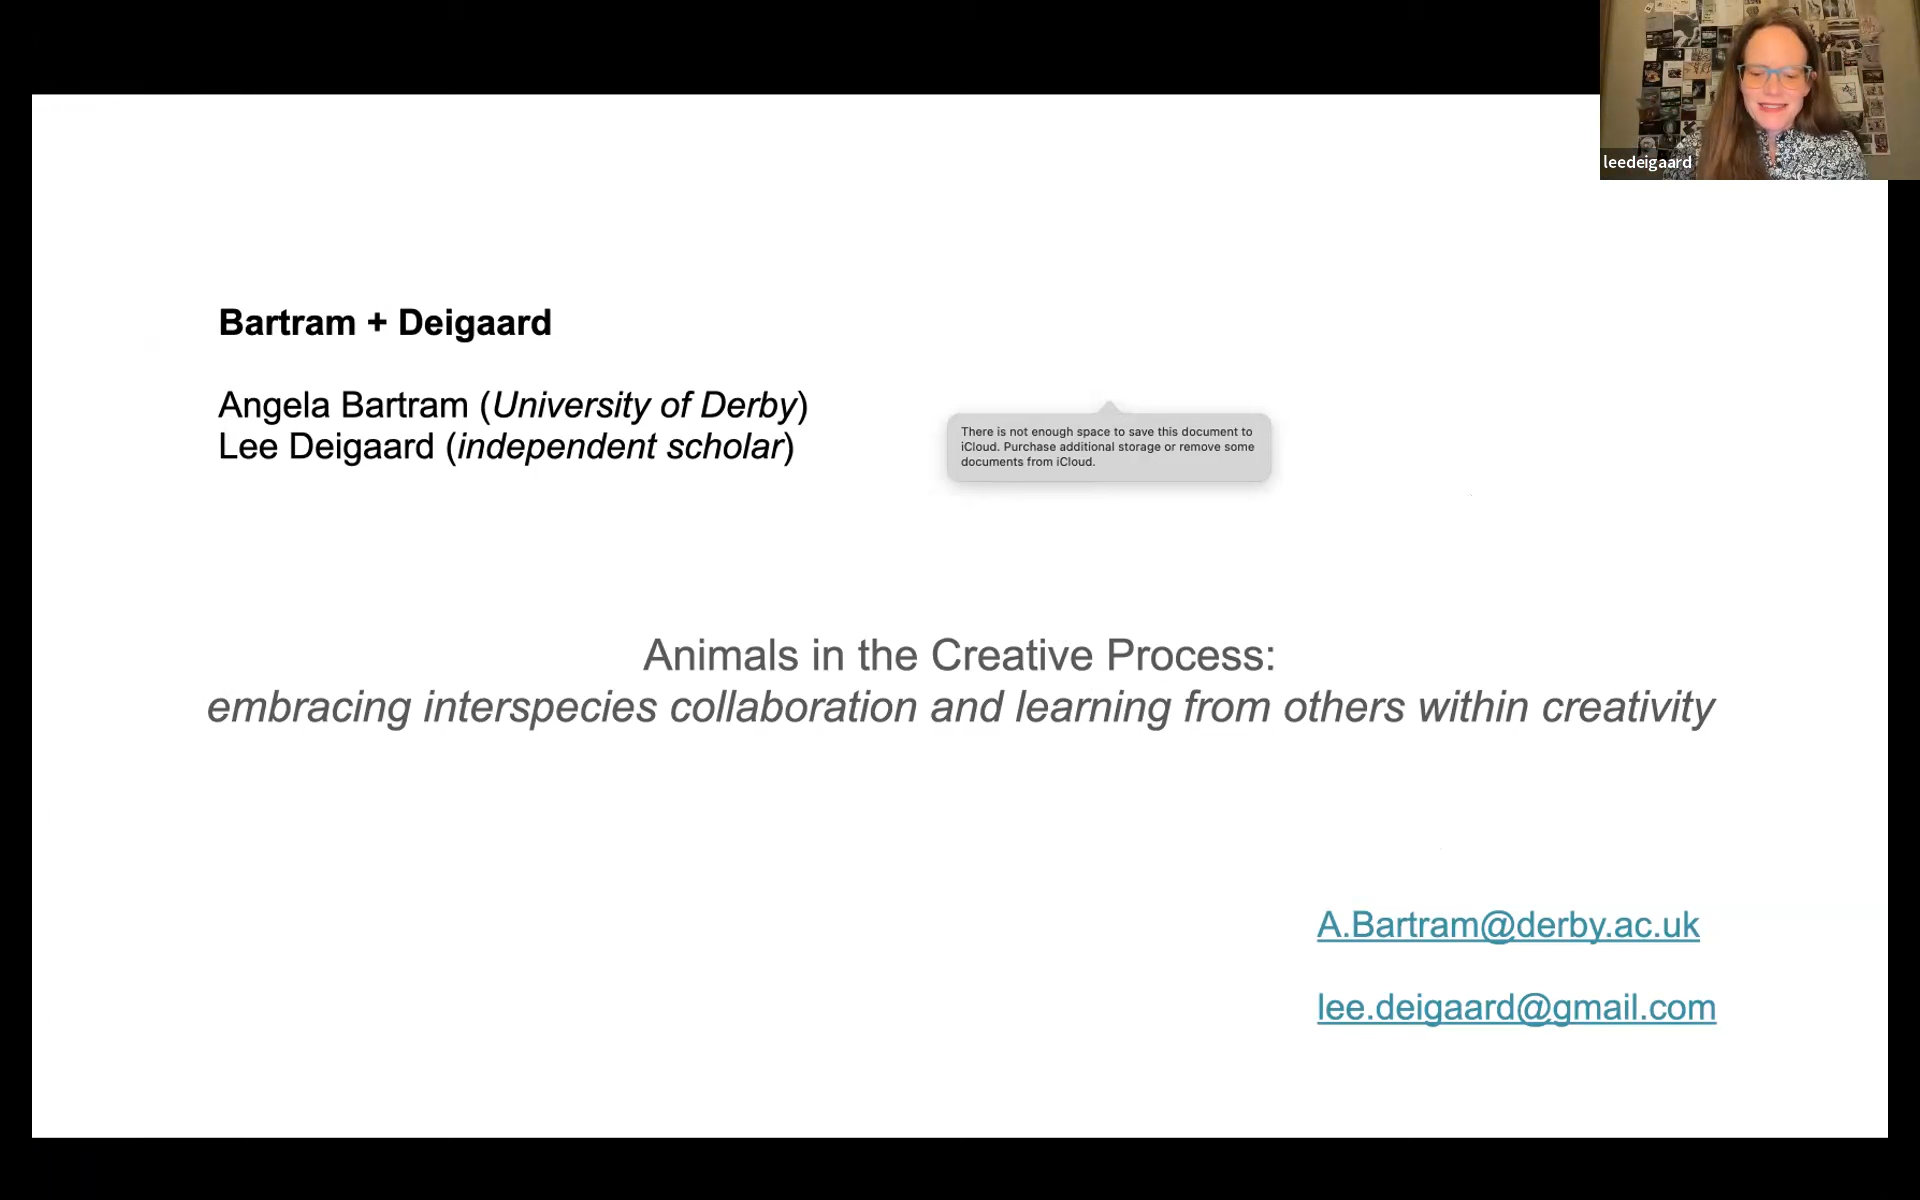 leedeigaard
Bartram + Deigaard
Angela Bartram (University of Derby)
Lee Deigaard (independent scholar)
There is not enough space to save this document to
iCloud. Purchase additional storage or remove some
documents from iCloud.
Animals in the Creative Process:
embracing interspecies collaboration and learning from others within creativity
A.Bartram@derby.ac.uk
lee.deigaard@gmail.com